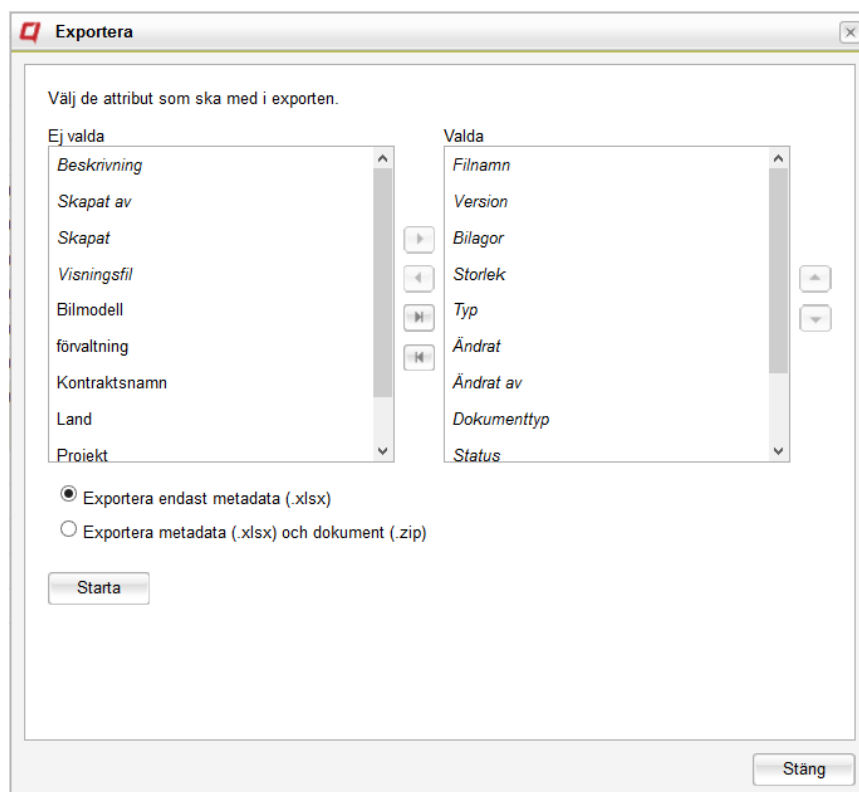 Exportera
Välj de attribut som ska med i exporten.
Ej valda
Beskrivning
Skapat av
Skapat
Visningsfil
Bilmodell
förvaltning
Kontraktsnamn
Land
Projekt
Valda
Filnamn
Version
Bilagor
Storlek
Typ
Ändrat
Ändrat av
Dokumenttyp
Status
Exportera endast metadata (.xlsx)
Exportera metadata (.xlsx) och dokument (.zip)
Starta
Stäng